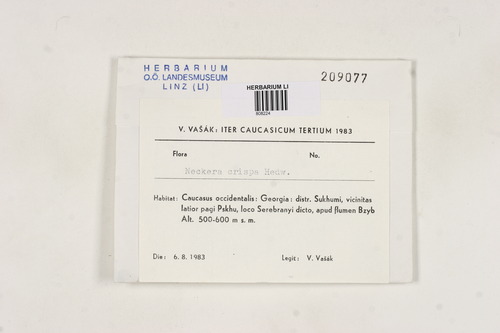 HERBARIUM
O.Ö. LANDESMUSEUM
LINZ (LI)
HERBARIUM LI
808224
209077
V. VAŠÁK: ITER CAUCASICUM TERTIUM 1983
Flora No.
Neckera crispa Hedw.
Habitat: Caucasus occidentalis: Georgia: distr. Sukhumi, vicinitas
latior pagi Pskhu, loco Serebranyi dicto, apud flumen Bzyb
Alt. 500-600 m s. m.
Die: 6. 8. 1983 Legit: V. Vašák